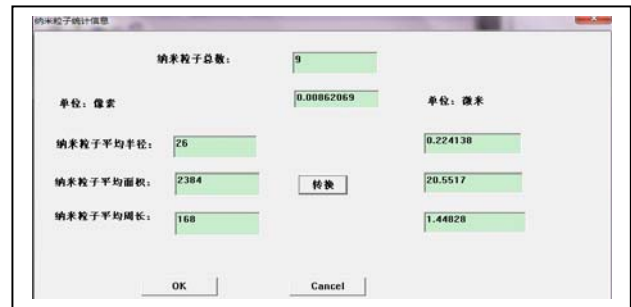 纳米粒子统计信息
纳米粒子总数： 9
单位：像素 0.00862069 单位：微米
纳米粒子平均半径： 26 0.224138
纳米粒子平均面积： 2384 转换 20.5517
纳米粒子平均周长： 168 1.44828
OK Cancel